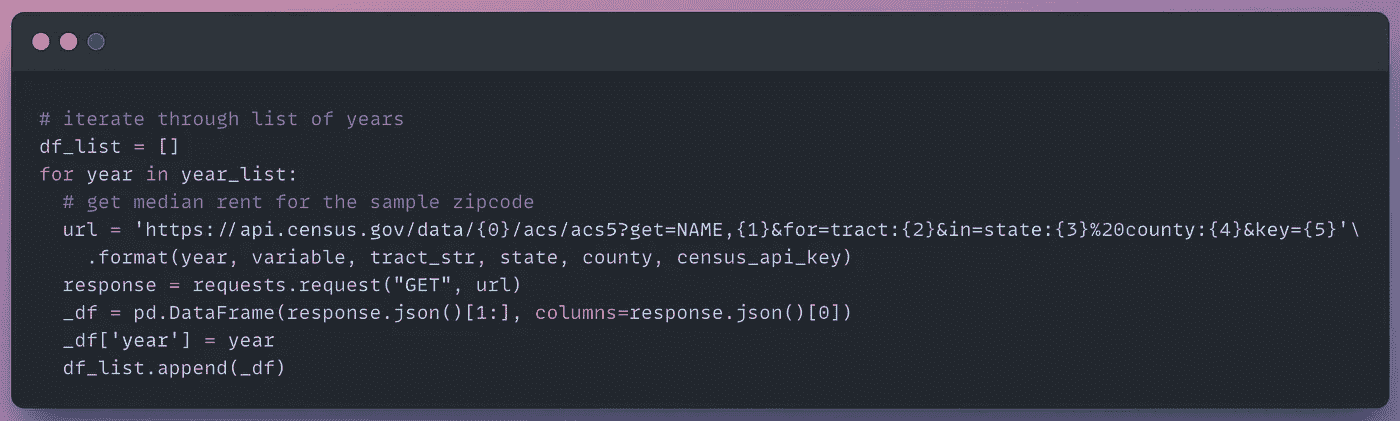 # iterate through list of years
df_list = []
for year in year_list:
  # get median rent for the sample zipcode
  url = 'https://api.census.gov/data/{0}/acs/acs5?get=NAME,{1}&for=tract:{2}&in=state:{3}%20county:{4}&key={5}'\
    .format(year, variable, tract_str, state, county, census_api_key)
  response = requests.request("GET", url)
  _df = pd.DataFrame(response.json()[1:], columns=response.json()[0])
  _df['year'] = year
  df_list.append(_df)